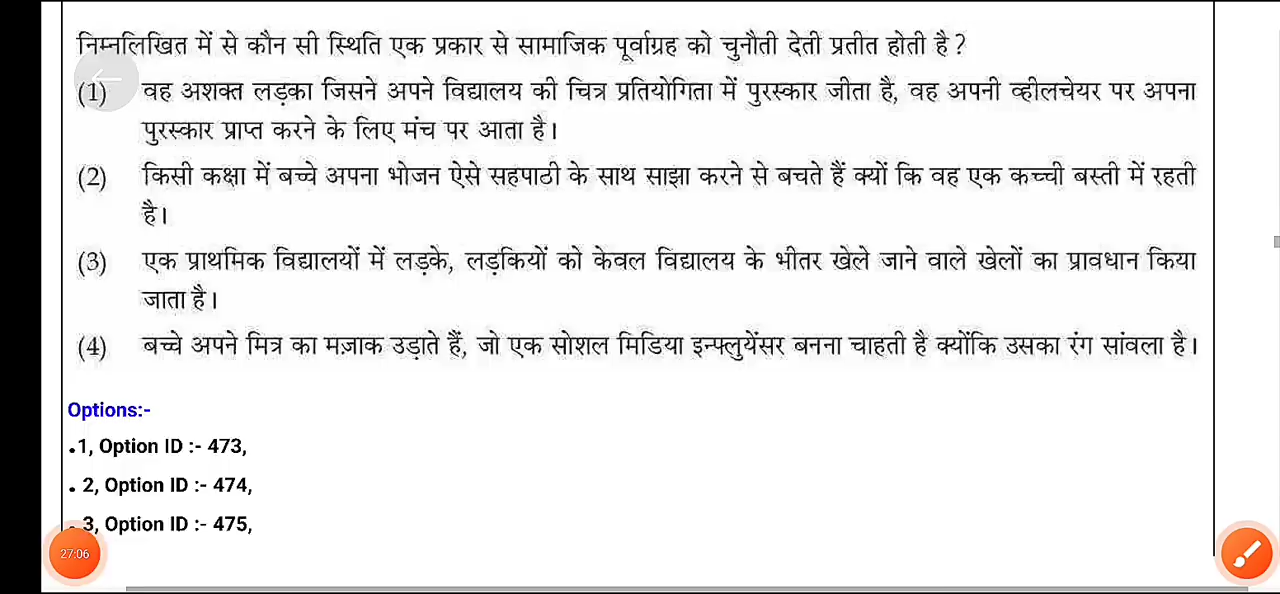 निम्नलिखित में से कौन सी स्थिति एक प्रकार से सामाजिक पूर्वाग्रह को चुनौती देती प्रतीत होती है ?
(1) वह अशक्त लड़का जिसने अपने विद्यालय की चित्र प्रतियोगिता में पुरस्कार जीता है, वह अपनी व्हीलचेयर पर अपना
पुरस्कार प्राप्त करने के लिए मंच पर आता है।
(2) किसी कक्षा में बच्चे अपना भोजन ऐसे सहपाठी के साथ साझा करने से बचते हैं क्यों कि वह एक कच्ची बस्ती में रहती
है।
(3) एक प्राथमिक विद्यालयों में लड़के, लड़कियों को केवल विद्यालय के भीतर खेले जाने वाले खेलों का प्रावधान किया
जाता है।
(4) बच्चे अपने मित्र का मज़ाक उड़ाते हैं, जो एक सोशल मिडिया इन्फ्लुयेंसर बनना चाहती है क्योंकि उसका रंग सांवला है।
Options:-
.1, Option ID :- 473,
. 2, Option ID :- 474,
. 3, Option ID :- 475,
27:06